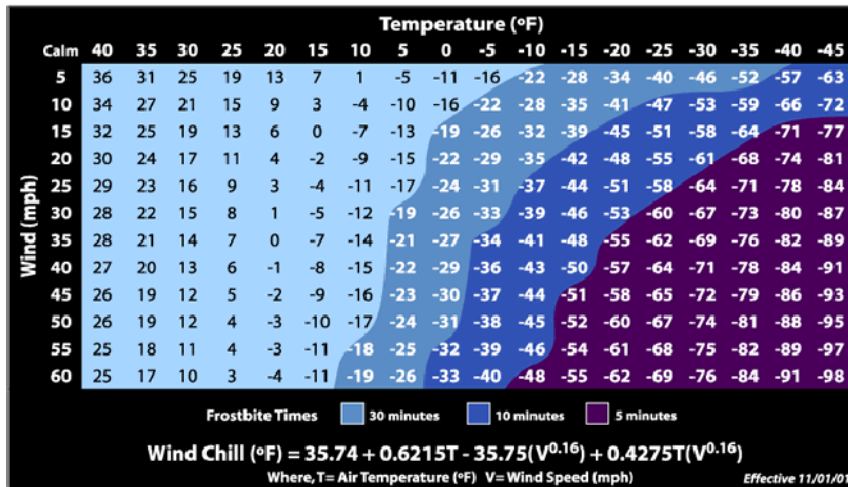 Temperature (ºF)
Calm 40 35 30 25 20 15 10 5 0 -5 -10 -15 -20 -25 -30 -35 -40 -45
5 36 31 25 19 13 7 1 -5 -11 -16 -22 -28 -34 -40 -46 -52 -57 -63
10 34 27 21 15 9 3 -4 -10 -16 -22 -28 -35 -41 -47 -53 -59 -66 -72
15 32 25 19 13 6 0 -7 -13 -19 -26 -32 -39 -45 -51 -58 -64 -71 -77
20 30 24 17 11 4 -2 -9 -15 -22 -29 -35 -42 -48 -55 -61 -68 -74 -81
25 29 23 16 9 3 -4 -11 -17 -24 -31 -37 -44 -51 -58 -64 -71 -78 -84
30 28 22 15 8 1 -5 -12 -19 -26 -33 -39 -46 -53 -60 -67 -73 -80 -87
35 28 21 14 7 0 -7 -14 -21 -27 -34 -41 -48 -55 -62 -69 -76 -82 -89
40 27 20 13 6 -1 -8 -15 -22 -29 -36 -43 -50 -57 -64 -71 -78 -84 -91
45 26 19 12 5 -2 -9 -16 -23 -30 -37 -44 -51 -58 -65 -72 -79 -86 -93
50 26 19 12 4 -3 -10 -17 -24 -31 -38 -45 -52 -60 -67 -74 -81 -88 -95
55 25 18 11 4 -3 -11 -18 -25 -32 -39 -46 -54 -61 -68 -75 -82 -89 -97
60 25 17 10 3 -4 -11 -19 -26 -33 -40 -48 -55 -62 -69 -76 -84 -91 -98
Wind (mph)
Frostbite Times 30 minutes 10 minutes 5 minutes
Wind Chill (ºF) = 35.74 + 0.6215T - 35.75(V0.16) + 0.4275T(V0.16)
Where, T= Air Temperature (ºF) V= Wind Speed (mph)
Effective 11/01/01